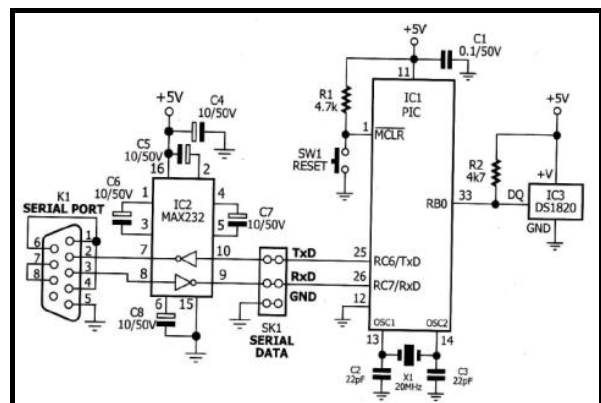 +5V
C4
10/50V
C5
10/50V
16
2
C6
10/50V
1
3
IC2
MAX232
4
5
C7
10/50V
K1
SERIAL PORT
6
7
8
1
2
3
4
5
7
8
10
9
6
15
C8
10/50V
TxD
RxD
GND
SK1
SERIAL
DATA
+5V
C1
0.1/50V
11
R1
4.7k
IC1
PIC
1
MCLR
SW1
RESET
RB0
33
25
RC6/TxD
26
RC7/RxD
12
OSC1
OSC2
13
14
C2
22pF
X1
20MHz
C3
22pF
+5V
R2
4k7
+V
DQ
IC3
DS1820
GND